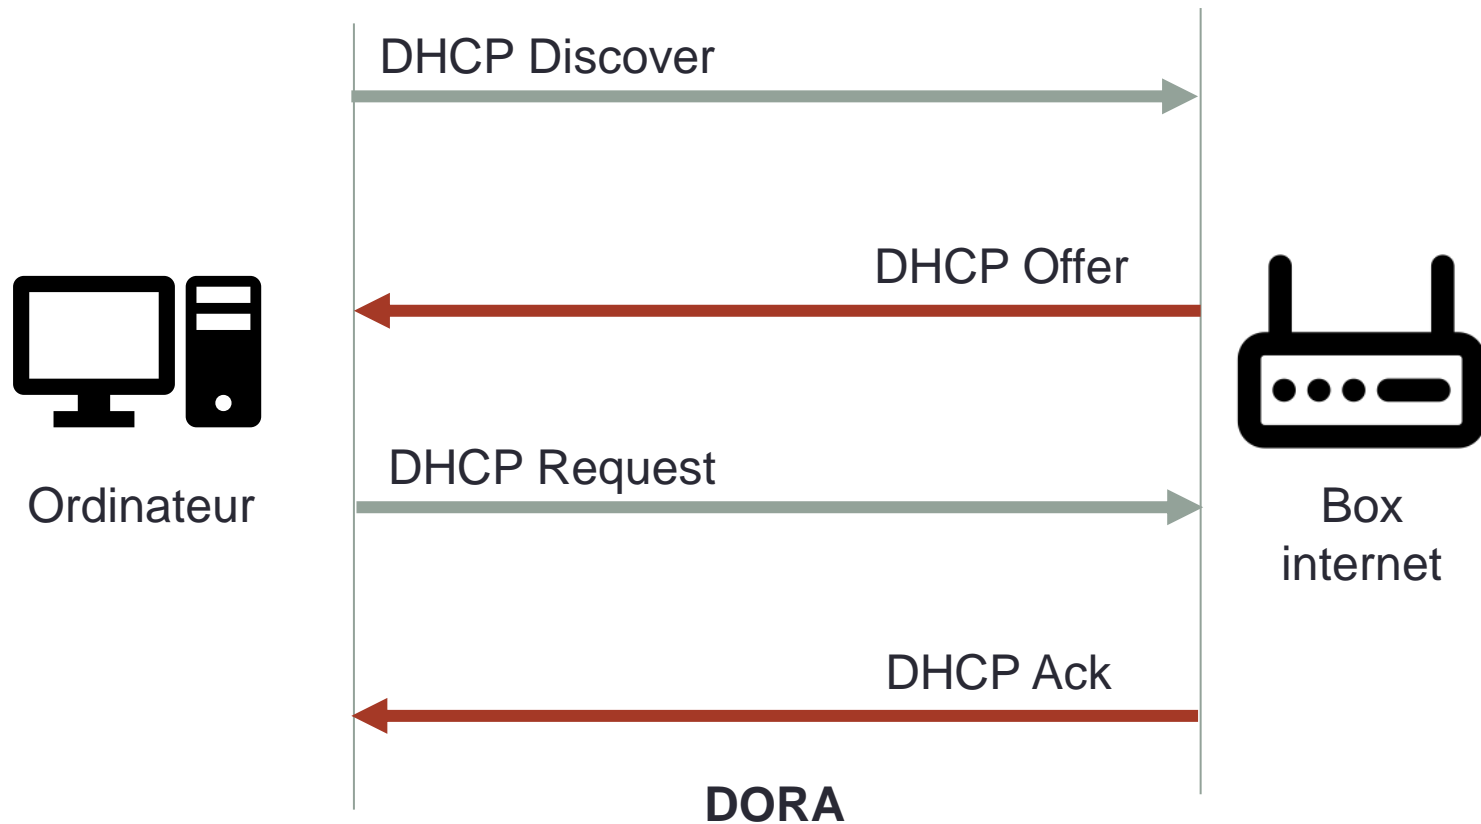 DHCP Discover
DHCP Offer
DHCP Request
Ordinateur
Box
internet
DHCP Ack
DORA